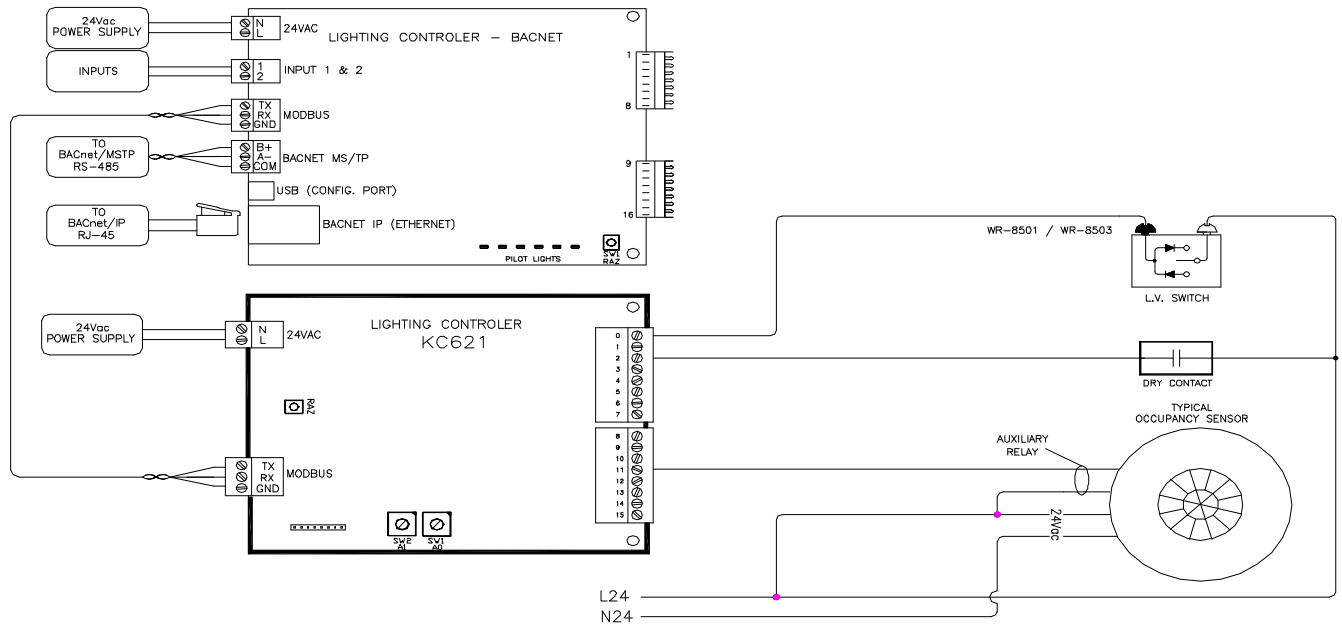 24Vac
POWER SUPPLY
N
L
24VAC
LIGHTING CONTROLER - BACNET
INPUTS
1
2
INPUT 1 & 2
1
8
TX
RX
GND
MODBUS
TO
BACnet/MSTP
RS-485
B+
A-
COM
BACNET MS/TP
9
16
USB (CONFIG. PORT)
TO
BACnet/IP
RJ-45
BACNET IP (ETHERNET)
PILOT LIGHTS
SW1
RAZ
WR-8501 / WR-8503
L.V. SWITCH
24Vac
POWER SUPPLY
N
L
24VAC
LIGHTING CONTROLER
KC621
0
1
2
3
4
5
6
7
DRY CONTACT
RAZ
TYPICAL
OCCUPANCY SENSOR
AUXILIARY
RELAY
8
9
10
11
12
13
14
15
TX
RX
GND
MODBUS
SW2
A1
SW1
A0
24Vac
L24
N24